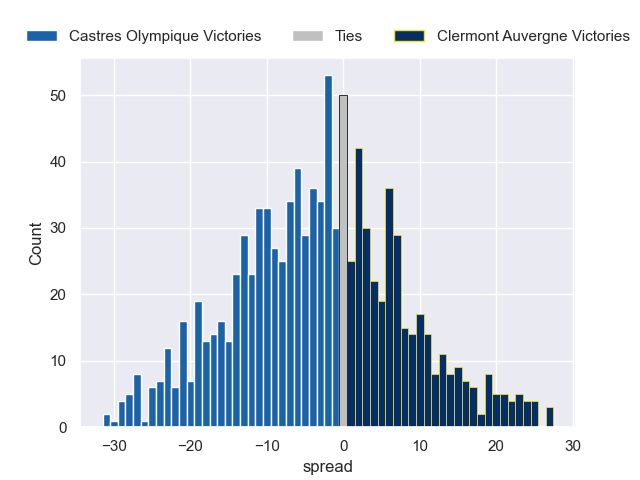 Castres Olympique Victories Ties Clermont Auvergne Victories
Count
50
40
30
20
10
0
−30 −20 −10 0 10 20 30
spread